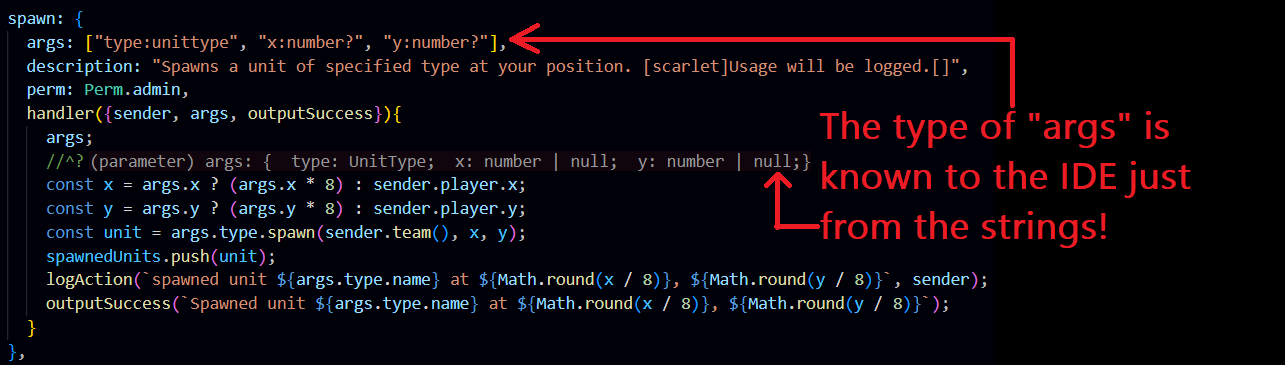 spawn: {
args: ["type:unittype", "x:number?", "y:number?"],
description: "Spawns a unit of specified type at your position. [scarlet]Usage will be logged.[]",
perm: Perm.admin,
handler({sender, args, outputSuccess}){
args;
//^? (parameter) args: {  type: UnitType;  x: number | null;  y: number | null;}
const x = args.x ? (args.x * 8) : sender.player.x;
const y = args.y ? (args.y * 8) : sender.player.y;
const unit = args.type.spawn(sender.team(), x, y);
spawnedUnits.push(unit);
logAction(`spawned unit ${args.type.name} at ${Math.round(x / 8)}, ${Math.round(y / 8)}`, sender);
outputSuccess(`Spawned unit ${args.type.name} at ${Math.round(x / 8)}, ${Math.round(y / 8)}`);
}
},
The type of "args" is
known to the IDE just
from the strings!